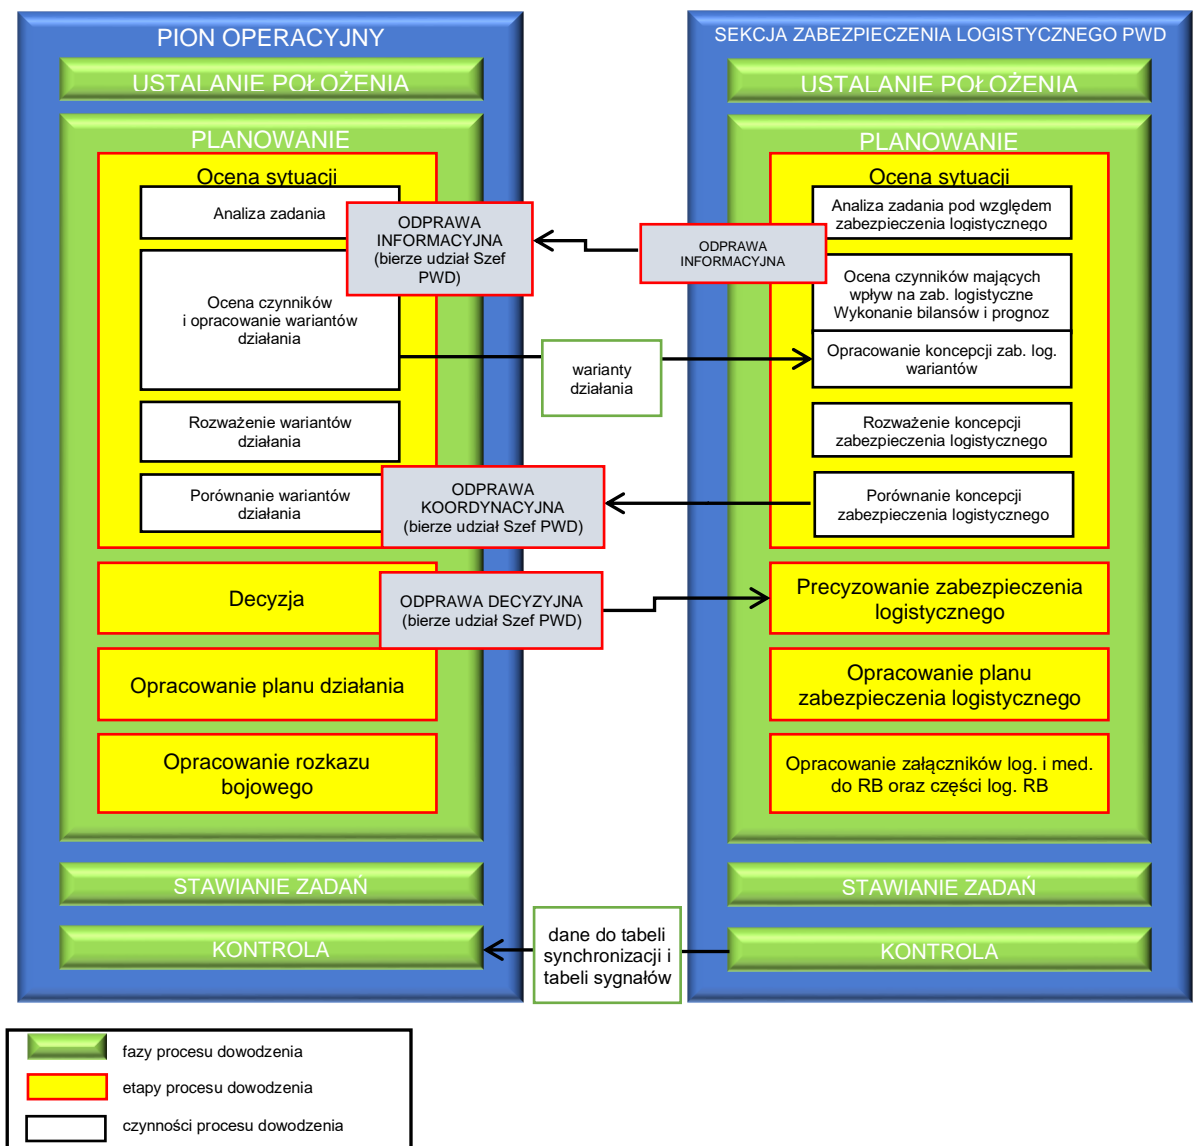 PION OPERACYJNY
USTALANIE POŁOŻENIA
PLANOWANIE
Ocena sytuacji
Analiza zadania
ODPRAWA
INFORMACYJNA
(bierze udział Szef
PWD)
Ocena czynników
i opracowanie wariantów
działania
Rozważenie wariantów
działania
Porównanie wariantów
działania
ODPRAWA
KOORDYNACYJNA
(bierze udział Szef PWD)
Decyzja
ODPRAWA DECYZYJNA
(bierze udział Szef PWD)
Opracowanie planu działania
Opracowanie rozkazu
bojowego
STAWIANIE ZADAŃ
KONTROLA
warianty
działania
dane do tabeli
synchronizacji i
tabeli sygnałów
SEKCJA ZABEZPIECZENIA LOGISTYCZNEGO PWD
USTALANIE POŁOŻENIA
PLANOWANIE
Ocena sytuacji
Analiza zadania pod względem
zabezpieczenia logistycznego
ODPRAWA
INFORMACYJNA
Ocena czynników mających
wpływ na zab. logistyczne
Wykonanie bilansów i prognoz
Opracowanie koncepcji zab. log.
wariantów
Rozważenie koncepcji
zabezpieczenia logistycznego
Porównanie koncepcji
zabezpieczenia logistycznego
Precyzowanie zabezpieczenia
logistycznego
Opracowanie planu
zabezpieczenia logistycznego
Opracowanie załączników log. i med.
do RB oraz części log. RB
STAWIANIE ZADAŃ
KONTROLA
fazy procesu dowodzenia
etapy procesu dowodzenia
czynności procesu dowodzenia